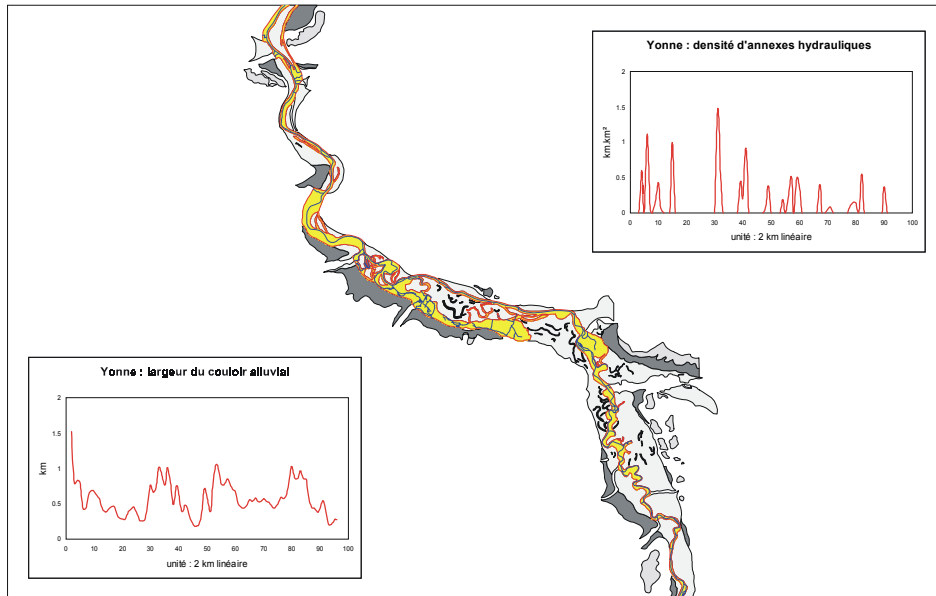 Yonne : densité d'annexes hydrauliques
2
1.5
1
0.5
0
km.km²
0 10 20 30 40 50 60 70 80 90 100
unité : 2 km linéaire
Yonne : largeur du couloir alluvial
2
1.5
1
0.5
0
km
0 10 20 30 40 50 60 70 80 90 100
unité : 2 km linéaire